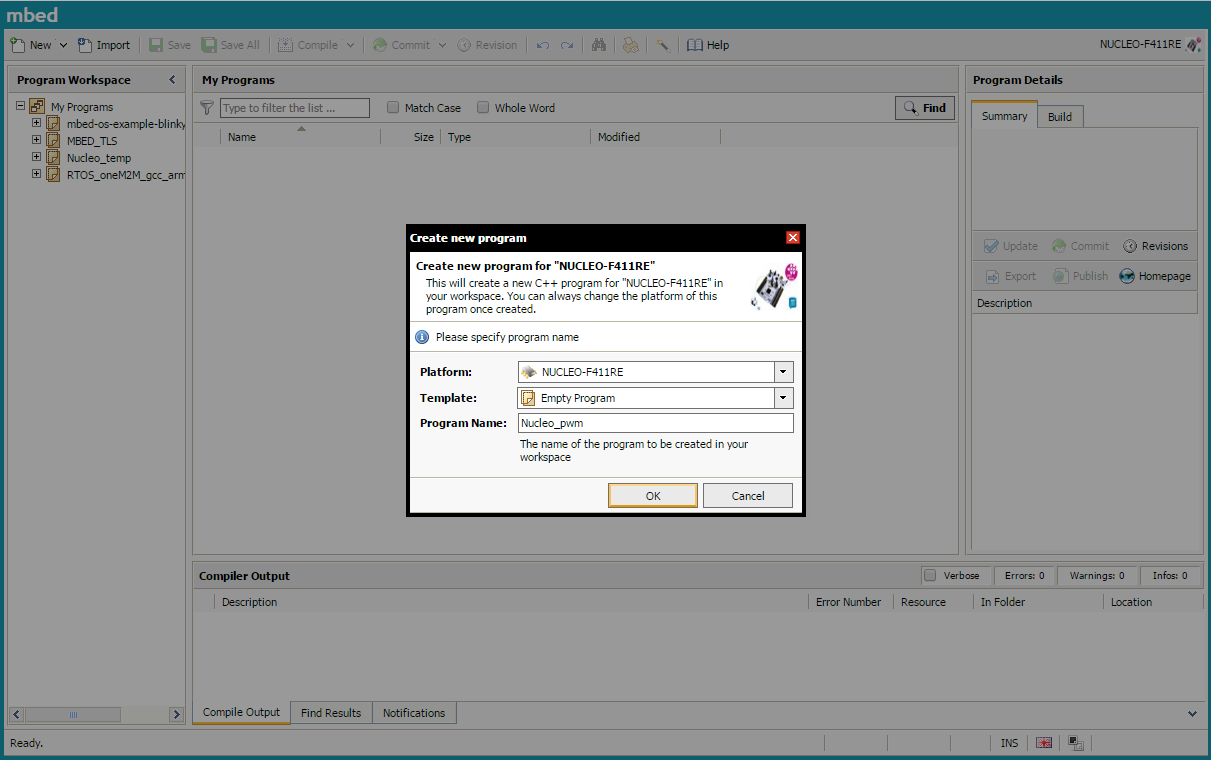 mbed
New Import Save Save All Compile Commit Revision Help NUCLEO-F411RE
Program Workspace
My Programs
mbed-os-example-blinky
MBED_TLS
Nucleo_temp
RTOS_oneM2M_gcc_arm
My Programs
Type to filter the list ... Match Case Whole Word Find
Name Size Type Modified
Program Details
Summary Build
Update Commit Revisions
Export Publish Homepage
Description
Create new program
Create new program for "NUCLEO-F411RE"
This will create a new C++ program for "NUCLEO-F411RE" in
your workspace. You can always change the platform of this
program once created.
Please specify program name
Platform: NUCLEO-F411RE
Template: Empty Program
Program Name: Nucleo_pwm
The name of the program to be created in your
workspace
OK Cancel
Compiler Output Verbose Errors: 0 Warnings: 0 Infos: 0
Description Error Number Resource In Folder Location
Compile Output Find Results Notifications
Ready. INS